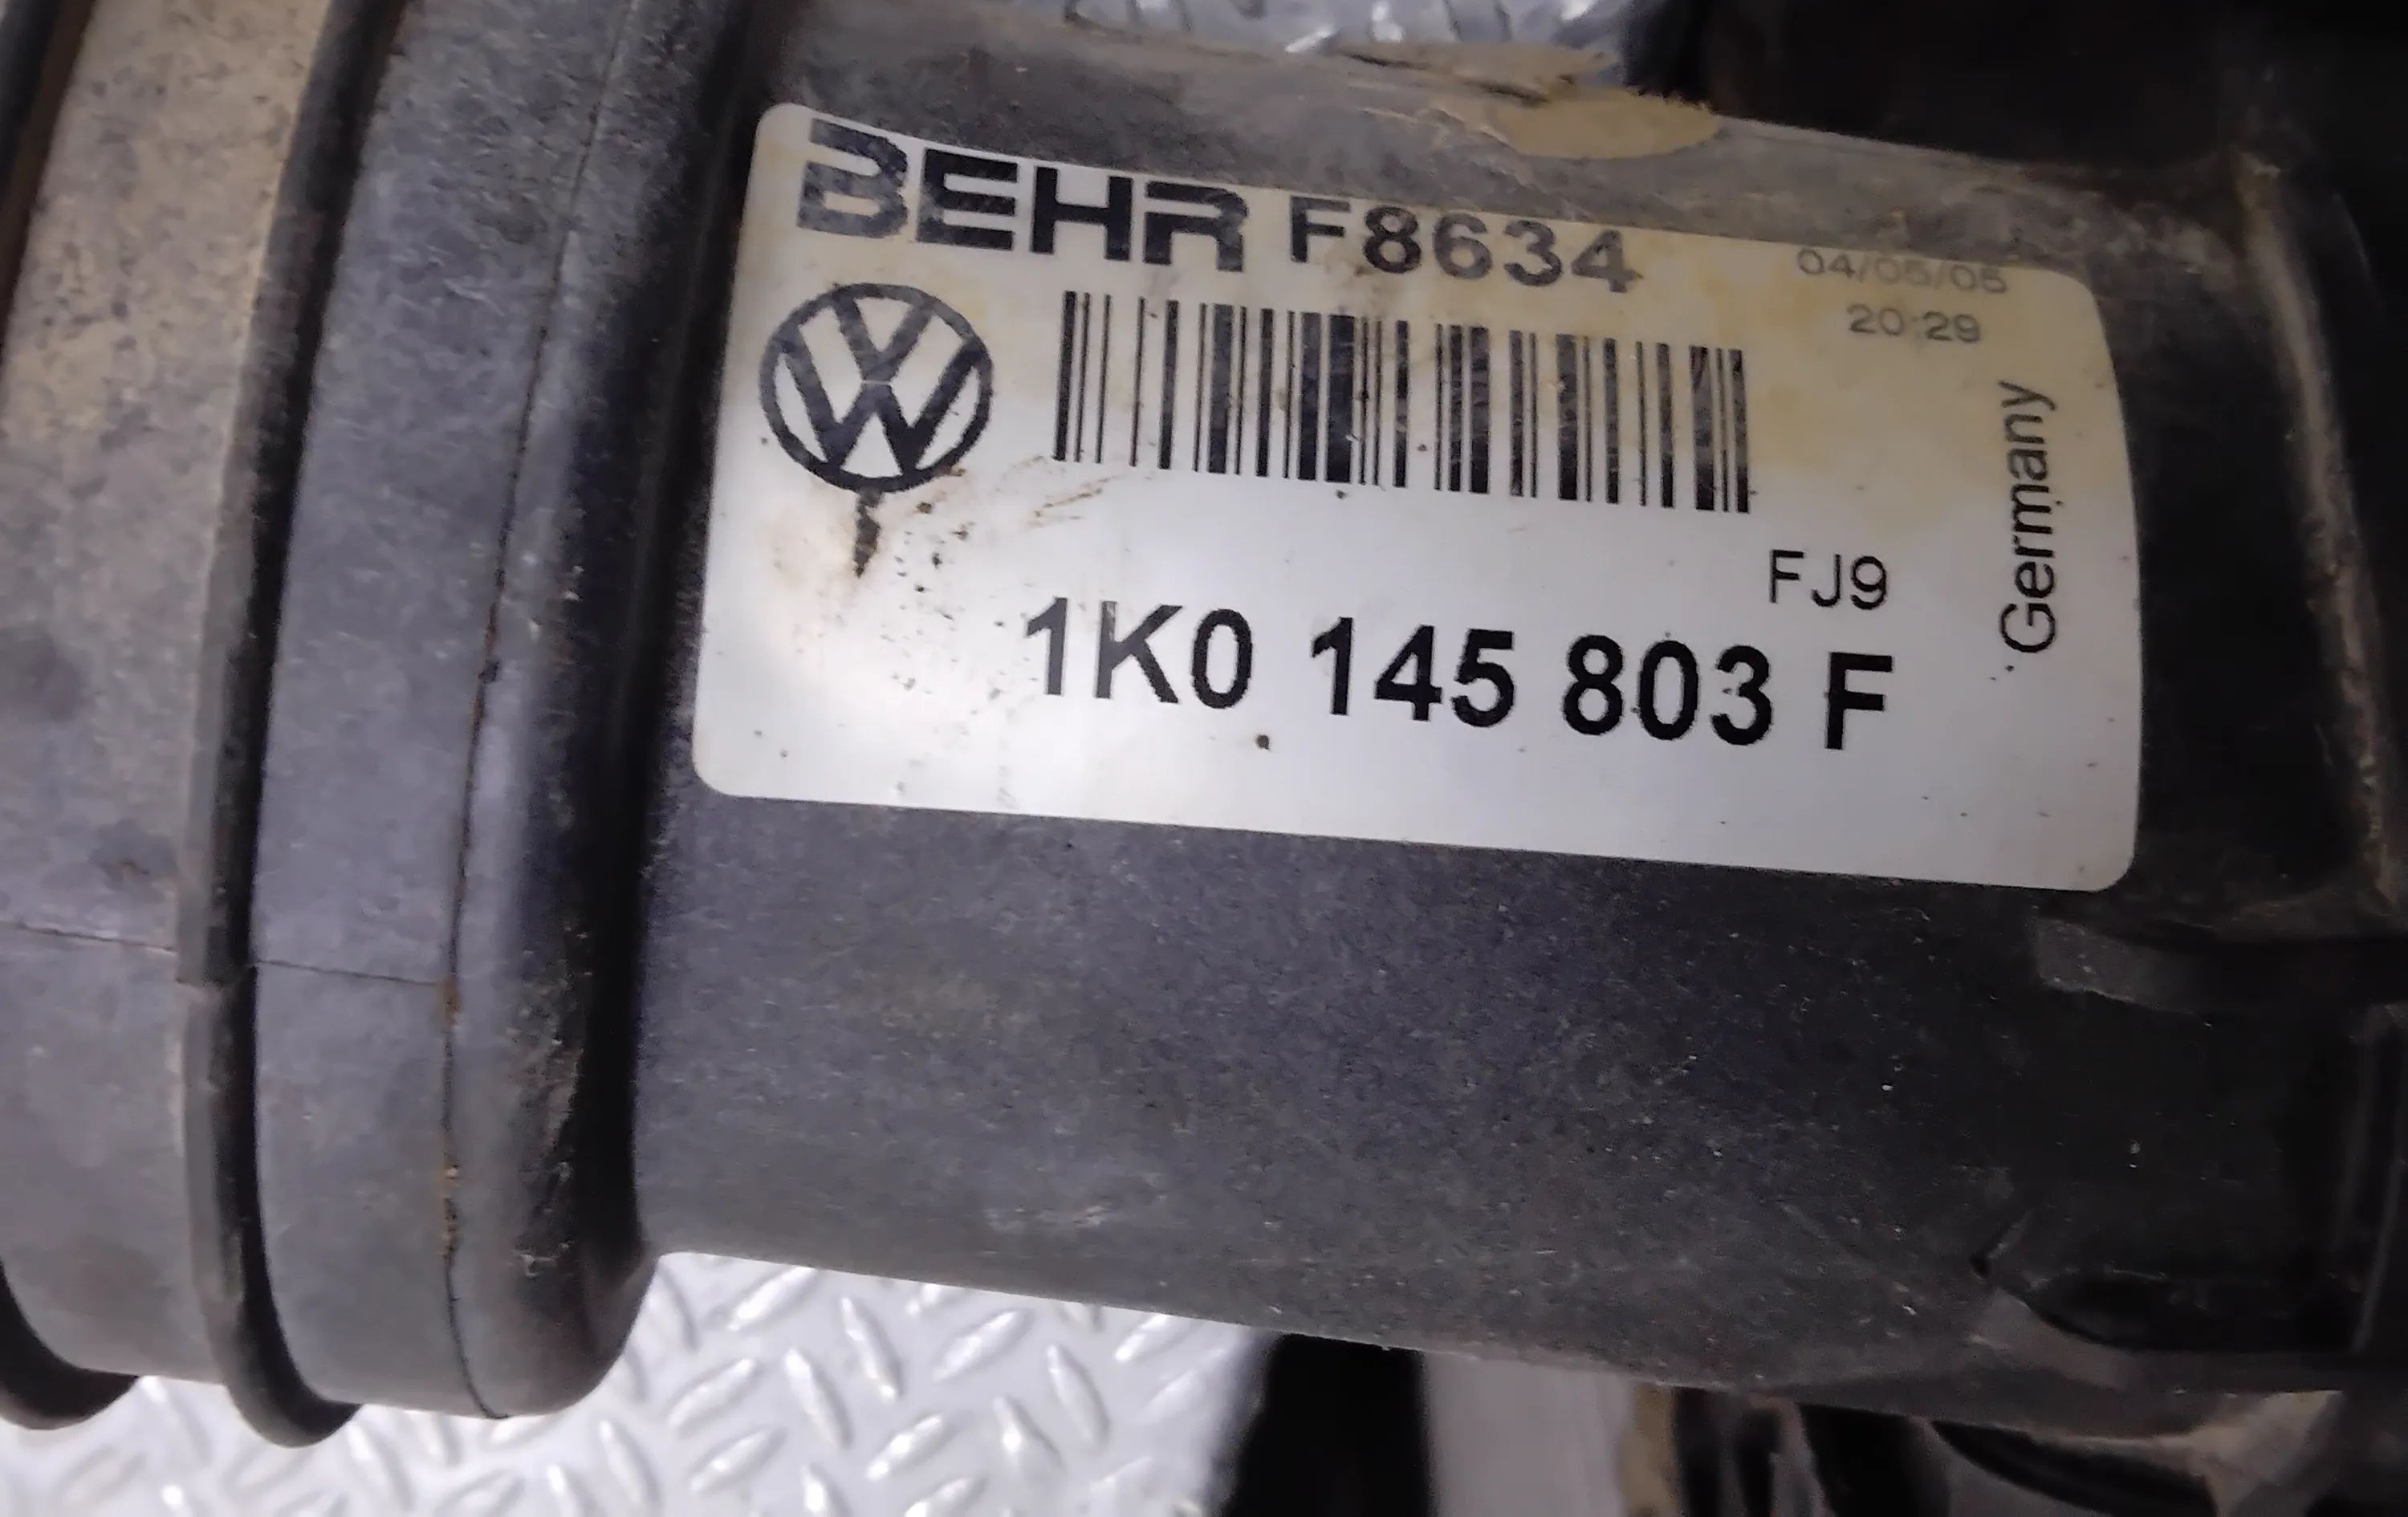 BEHR F8634
04/05/05
20:29
FJ9
Germany
1K0 145 803 F